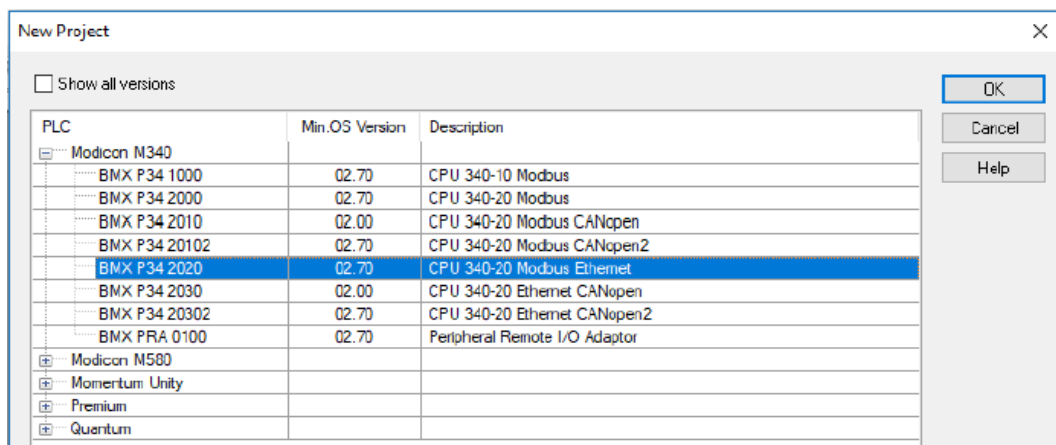 New Project
Show all versions
OK
Cancel
Help
PLC Min.OS Version Description
Modicon M340
BMX P34 1000 02.70 CPU 340-10 Modbus
BMX P34 2000 02.70 CPU 340-20 Modbus
BMX P34 2010 02.00 CPU 340-20 Modbus CANopen
BMX P34 20102 02.70 CPU 340-20 Modbus CANopen2
BMX P34 2020 02.70 CPU 340-20 Modbus Ethernet
BMX P34 2030 02.00 CPU 340-20 Ethernet CANopen
BMX P34 20302 02.70 CPU 340-20 Ethernet CANopen2
BMX PRA 0100 02.70 Peripheral Remote I/O Adaptor
Modicon M580
Momentum Unity
Premium
Quantum